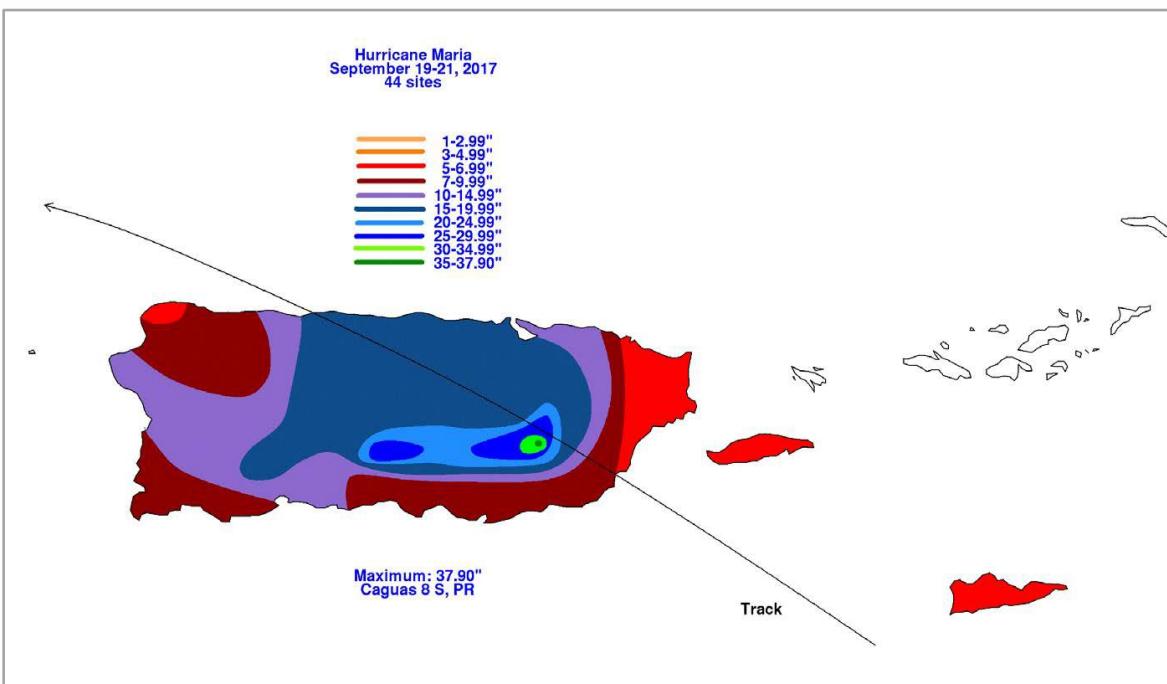 Hurricane Maria
September 19-21, 2017
44 sites
1-2.99"
3-4.99"
5-6.99"
7-9.99"
10-14.99"
15-19.99"
20-24.99"
25-29.99"
30-34.99"
35-37.90"
Maximum: 37.90"
Caguas 8 S, PR
Track